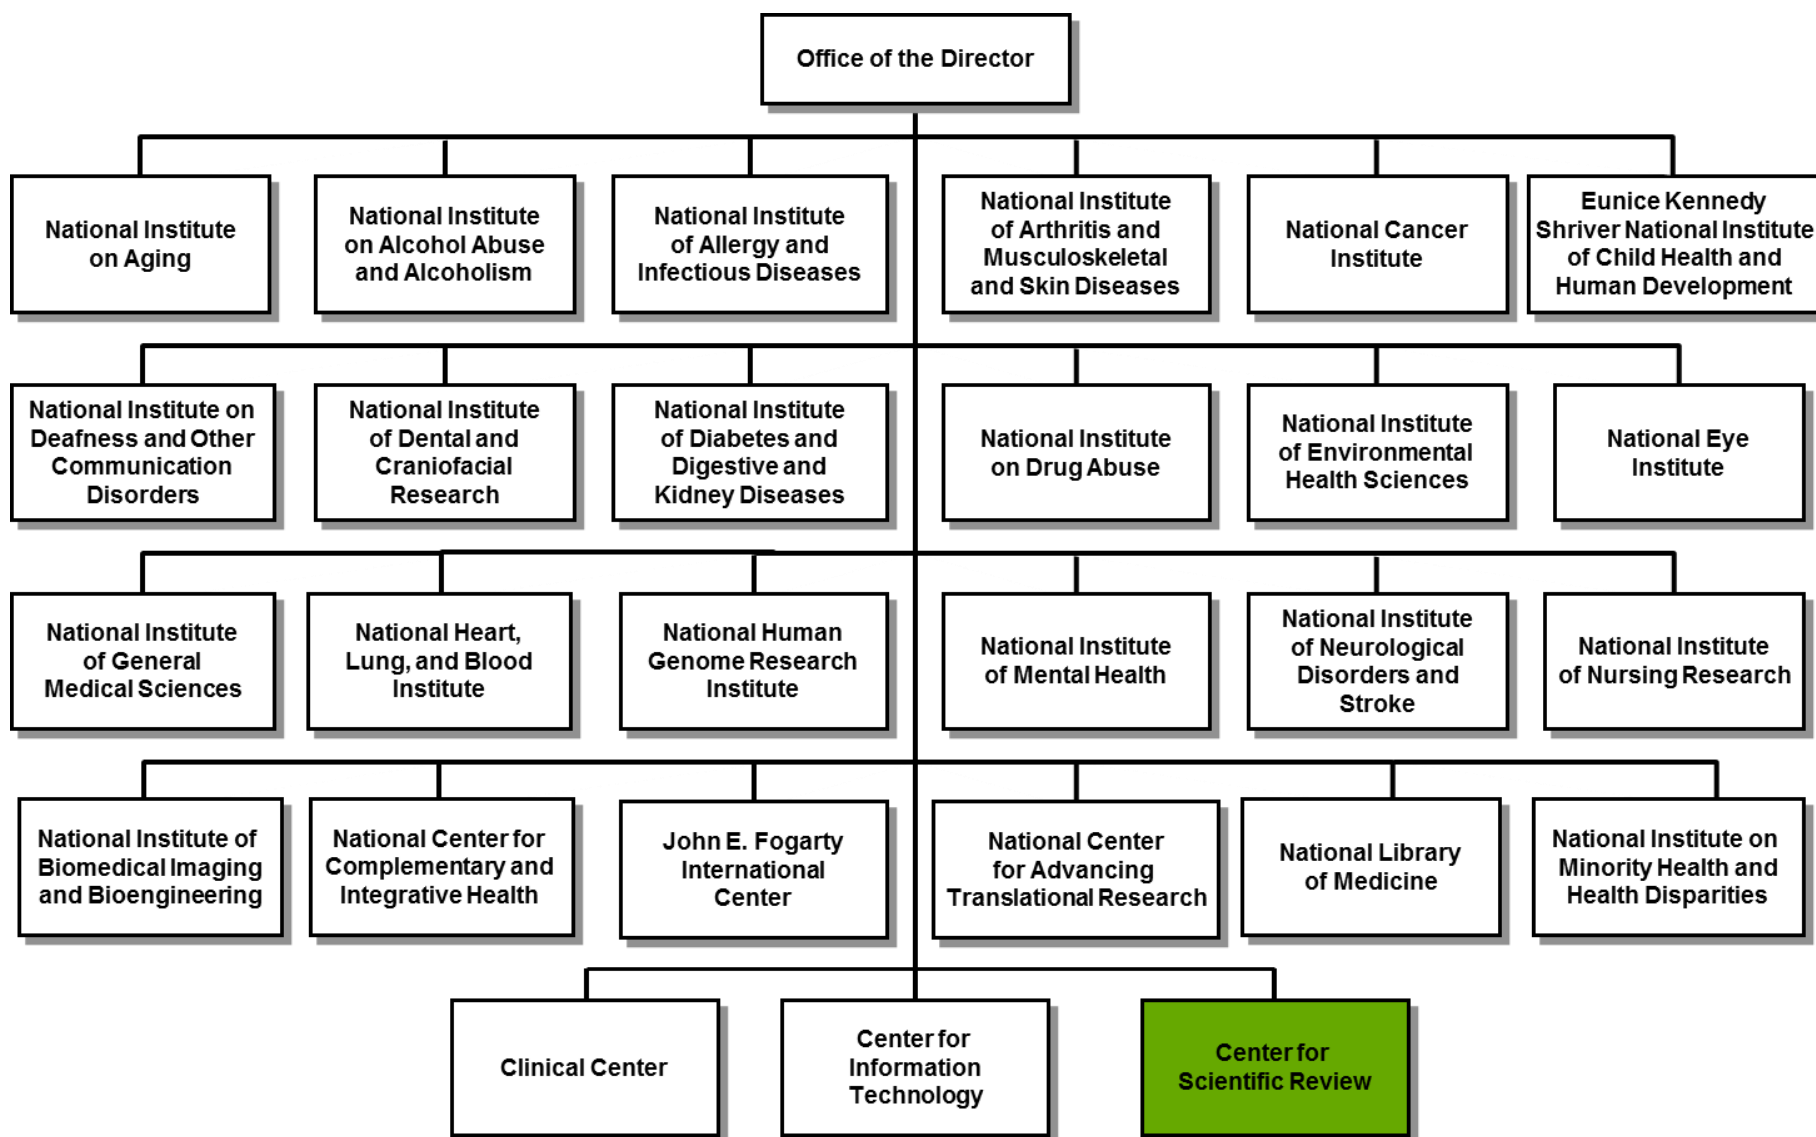 Office of the Director
National Institute
on Aging
National Institute
on Alcohol Abuse
and Alcoholism
National Institute
of Allergy and
Infectious Diseases
National Institute
of Arthritis and
Musculoskeletal
and Skin Diseases
National Cancer
Institute
Eunice Kennedy
Shriver National Institute
of Child Health and
Human Development
National Institute on
Deafness and Other
Communication
Disorders
National Institute
of Dental and
Craniofacial
Research
National Institute
of Diabetes and
Digestive and
Kidney Diseases
National Institute
on Drug Abuse
National Institute
of Environmental
Health Sciences
National Eye
Institute
National Institute
of General
Medical Sciences
National Heart,
Lung, and Blood
Institute
National Human
Genome Research
Institute
National Institute
of Mental Health
National Institute
of Neurological
Disorders and
Stroke
National Institute
of Nursing Research
National Institute of
Biomedical Imaging
and Bioengineering
National Center for
Complementary and
Integrative Health
John E. Fogarty
International
Center
National Center
for Advancing
Translational Research
National Library
of Medicine
National Institute on
Minority Health and
Health Disparities
Clinical Center
Center for
Information
Technology
Center for
Scientific Review